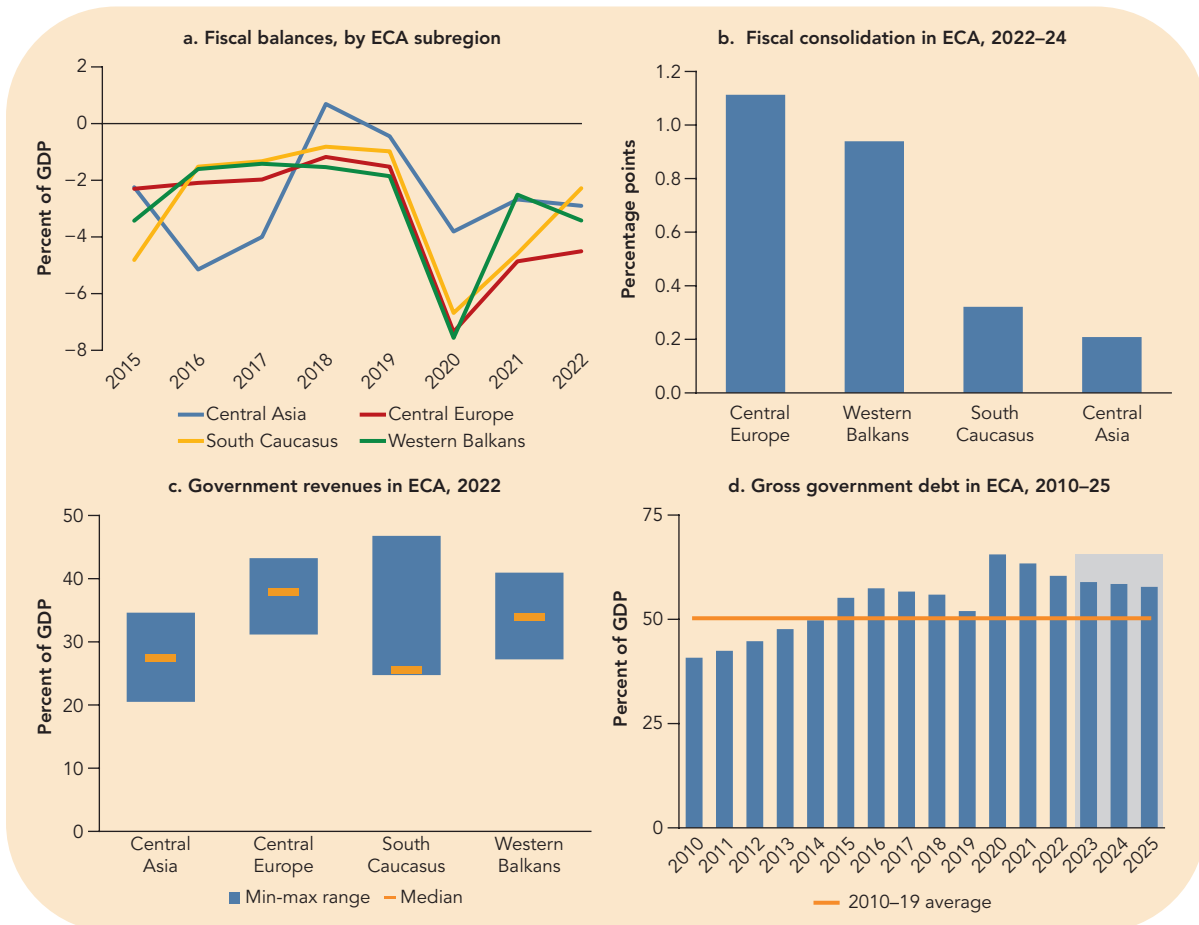 a. Fiscal balances, by ECA subregion
Percent of GDP
2
0
−2
−4
−6
−8
2015
2016
2017
2018
2019
2020
2021
2022
Central Asia
Central Europe
South Caucasus
Western Balkans
b. Fiscal consolidation in ECA, 2022–24
Percentage points
1.2
1.0
0.8
0.6
0.4
0.2
0.0
Central
Europe
Western
Balkans
South
Caucasus
Central
Asia
c. Government revenues in ECA, 2022
Percent of GDP
50
40
30
20
10
0
Central
Asia
Central
Europe
South
Caucasus
Western
Balkans
Min-max range
Median
d. Gross government debt in ECA, 2010–25
Percent of GDP
75
50
25
0
2010
2011
2012
2013
2014
2015
2016
2017
2018
2019
2020
2021
2022
2023
2024
2025
2010–19 average